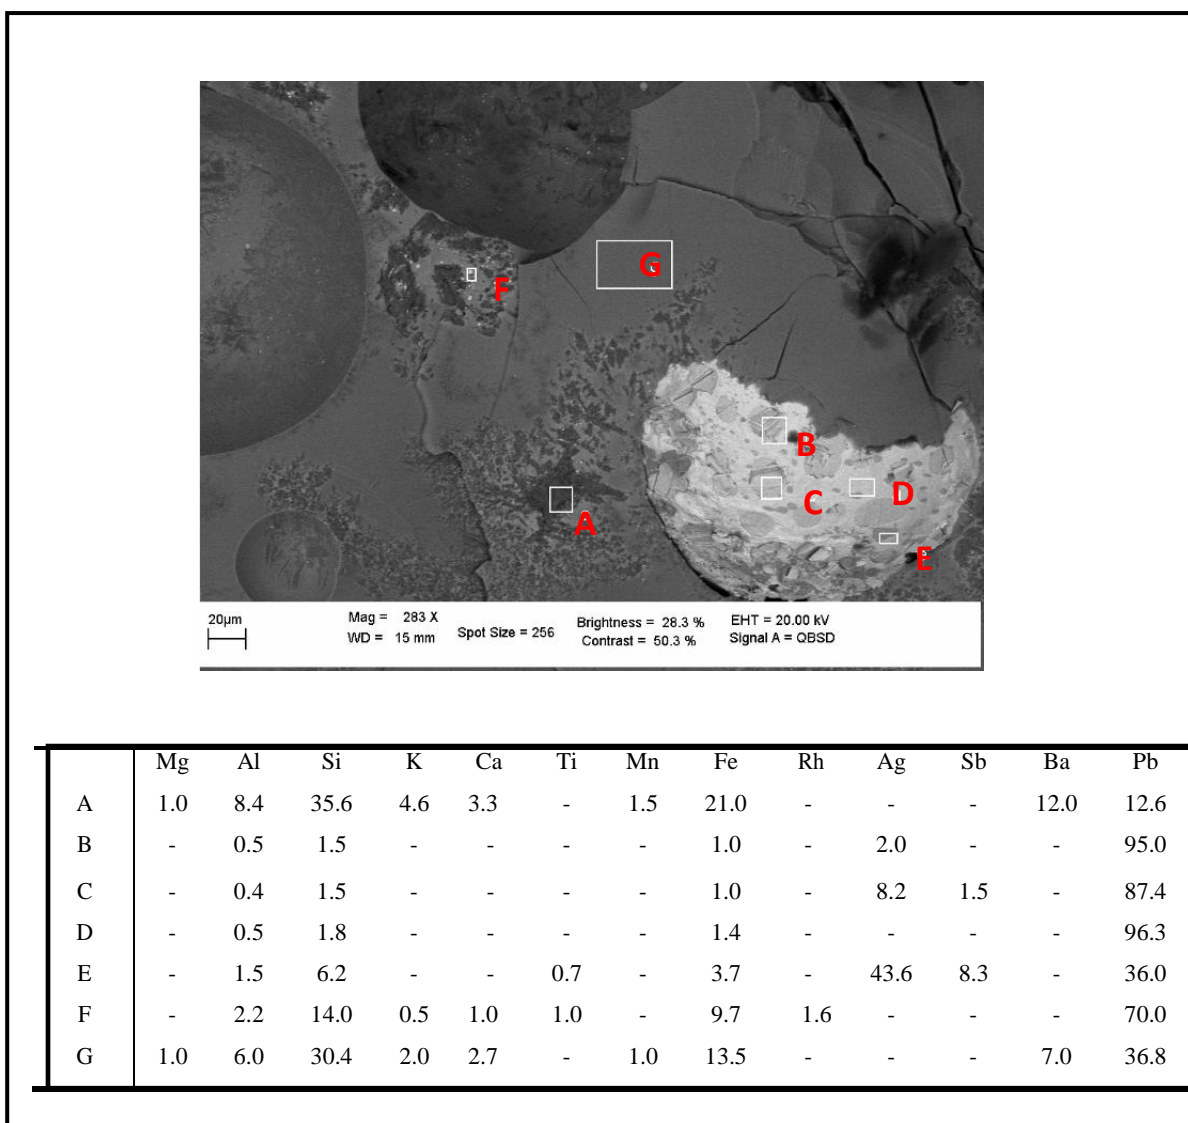 G
F
B
D
C
A
E
20µm
Mag = 283 X
WD = 15 mm
Spot Size = 256
Brightness = 28.3 %
Contrast = 50.3 %
EHT = 20.00 kV
Signal A = QBSD
Mg Al Si K Ca Ti Mn Fe Rh Ag Sb Ba Pb
A 1.0 8.4 35.6 4.6 3.3 - 1.5 21.0 - - - 12.0 12.6
B - 0.5 1.5 - - - - 1.0 - 2.0 - - 95.0
C - 0.4 1.5 - - - - 1.0 - 8.2 1.5 - 87.4
D - 0.5 1.8 - - - - 1.4 - - - - 96.3
E - 1.5 6.2 - - 0.7 - 3.7 - 43.6 8.3 - 36.0
F - 2.2 14.0 0.5 1.0 1.0 - 9.7 1.6 - - - 70.0
G 1.0 6.0 30.4 2.0 2.7 - 1.0 13.5 - - - 7.0 36.8